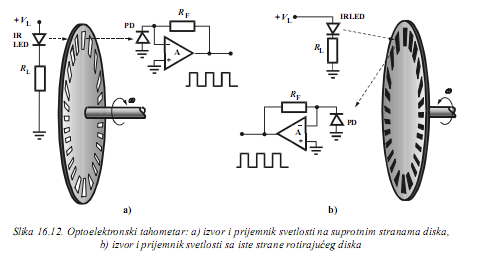 +V_L
IR
LED
R_L
ω
PD
R_F
A
a)
+V_L
IRLED
R_L
R_F
A
PD
ω
b)
Slika 16.12. Optoelektronski tahometar: a) izvor i prijemnik svetlosti na suprotnim stranama diska,
b) izvor i prijemnik svetlosti sa iste strane rotirajućeg diska